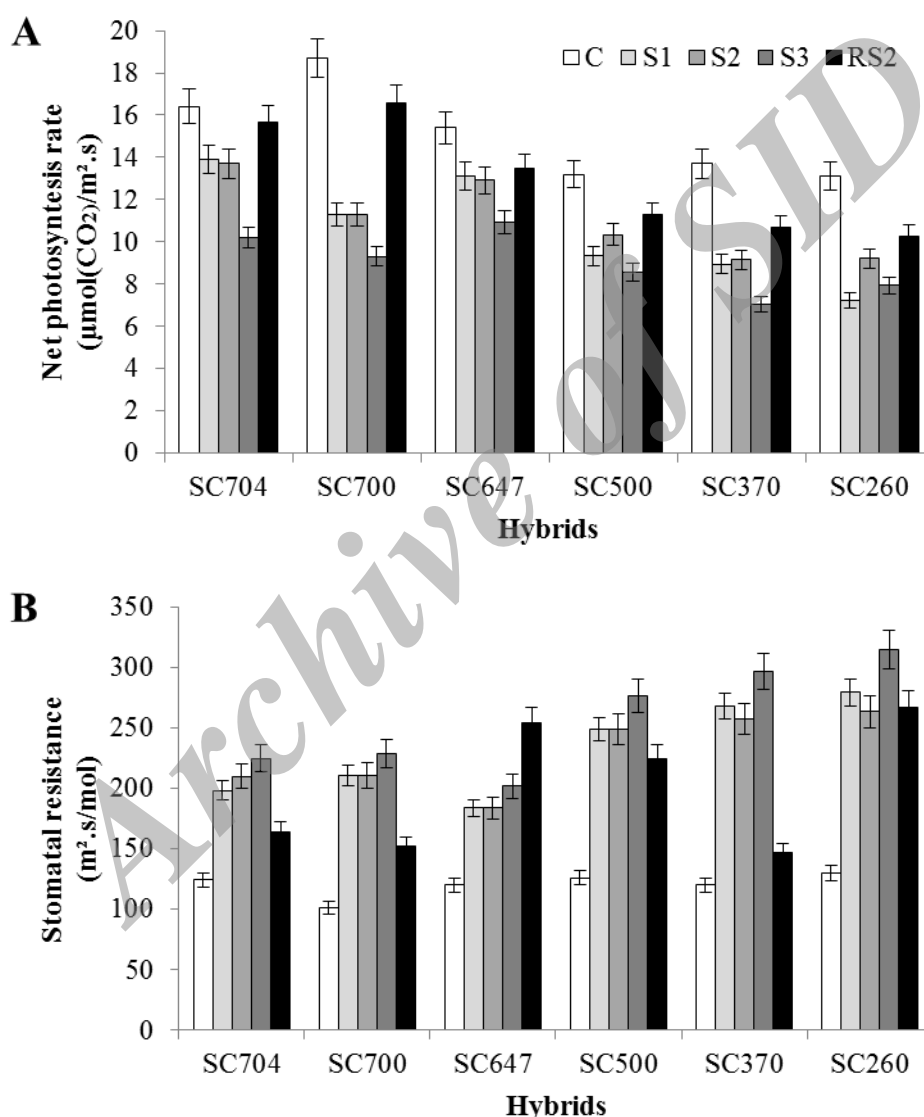 A
Net photosyntesis rate
(µmol(CO₂)/m².s)
20
18
16
14
12
10
8
6
4
2
0
C S1 S2 S3 RS2
SC704 SC700 SC647 SC500 SC370 SC260
Hybrids
Archive of SID
B
Stomatal resistance
(m².s/mol)
350
300
250
200
150
100
50
0
SC704 SC700 SC647 SC500 SC370 SC260
Hybrids